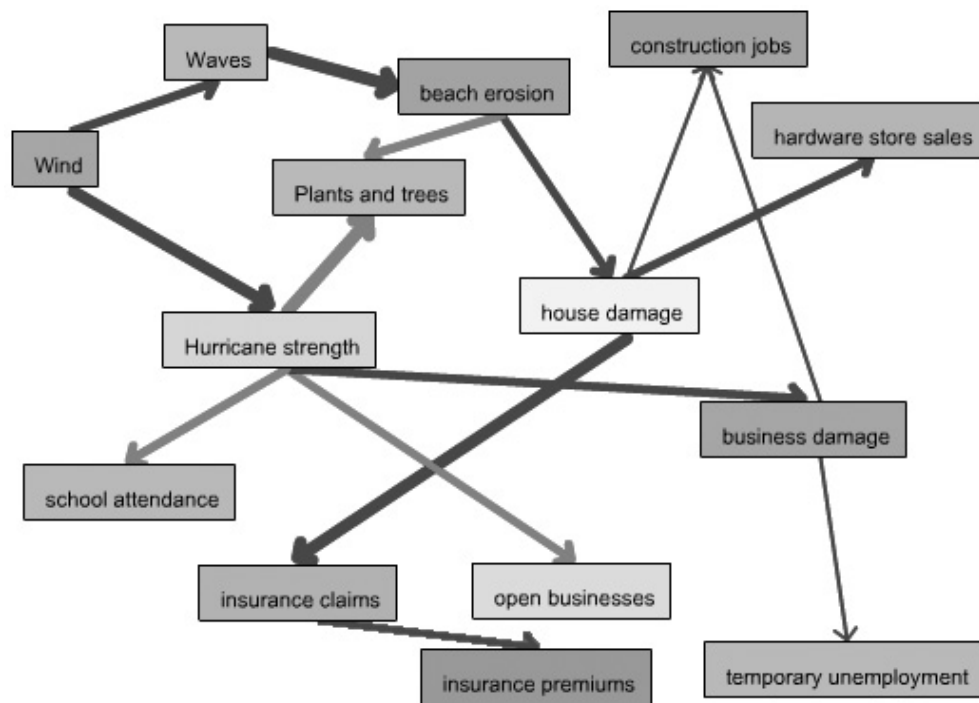 construction jobs
Waves
beach erosion
hardware store sales
Wind
Plants and trees
house damage
Hurricane strength
business damage
school attendance
insurance claims
open businesses
insurance premiums
temporary unemployment